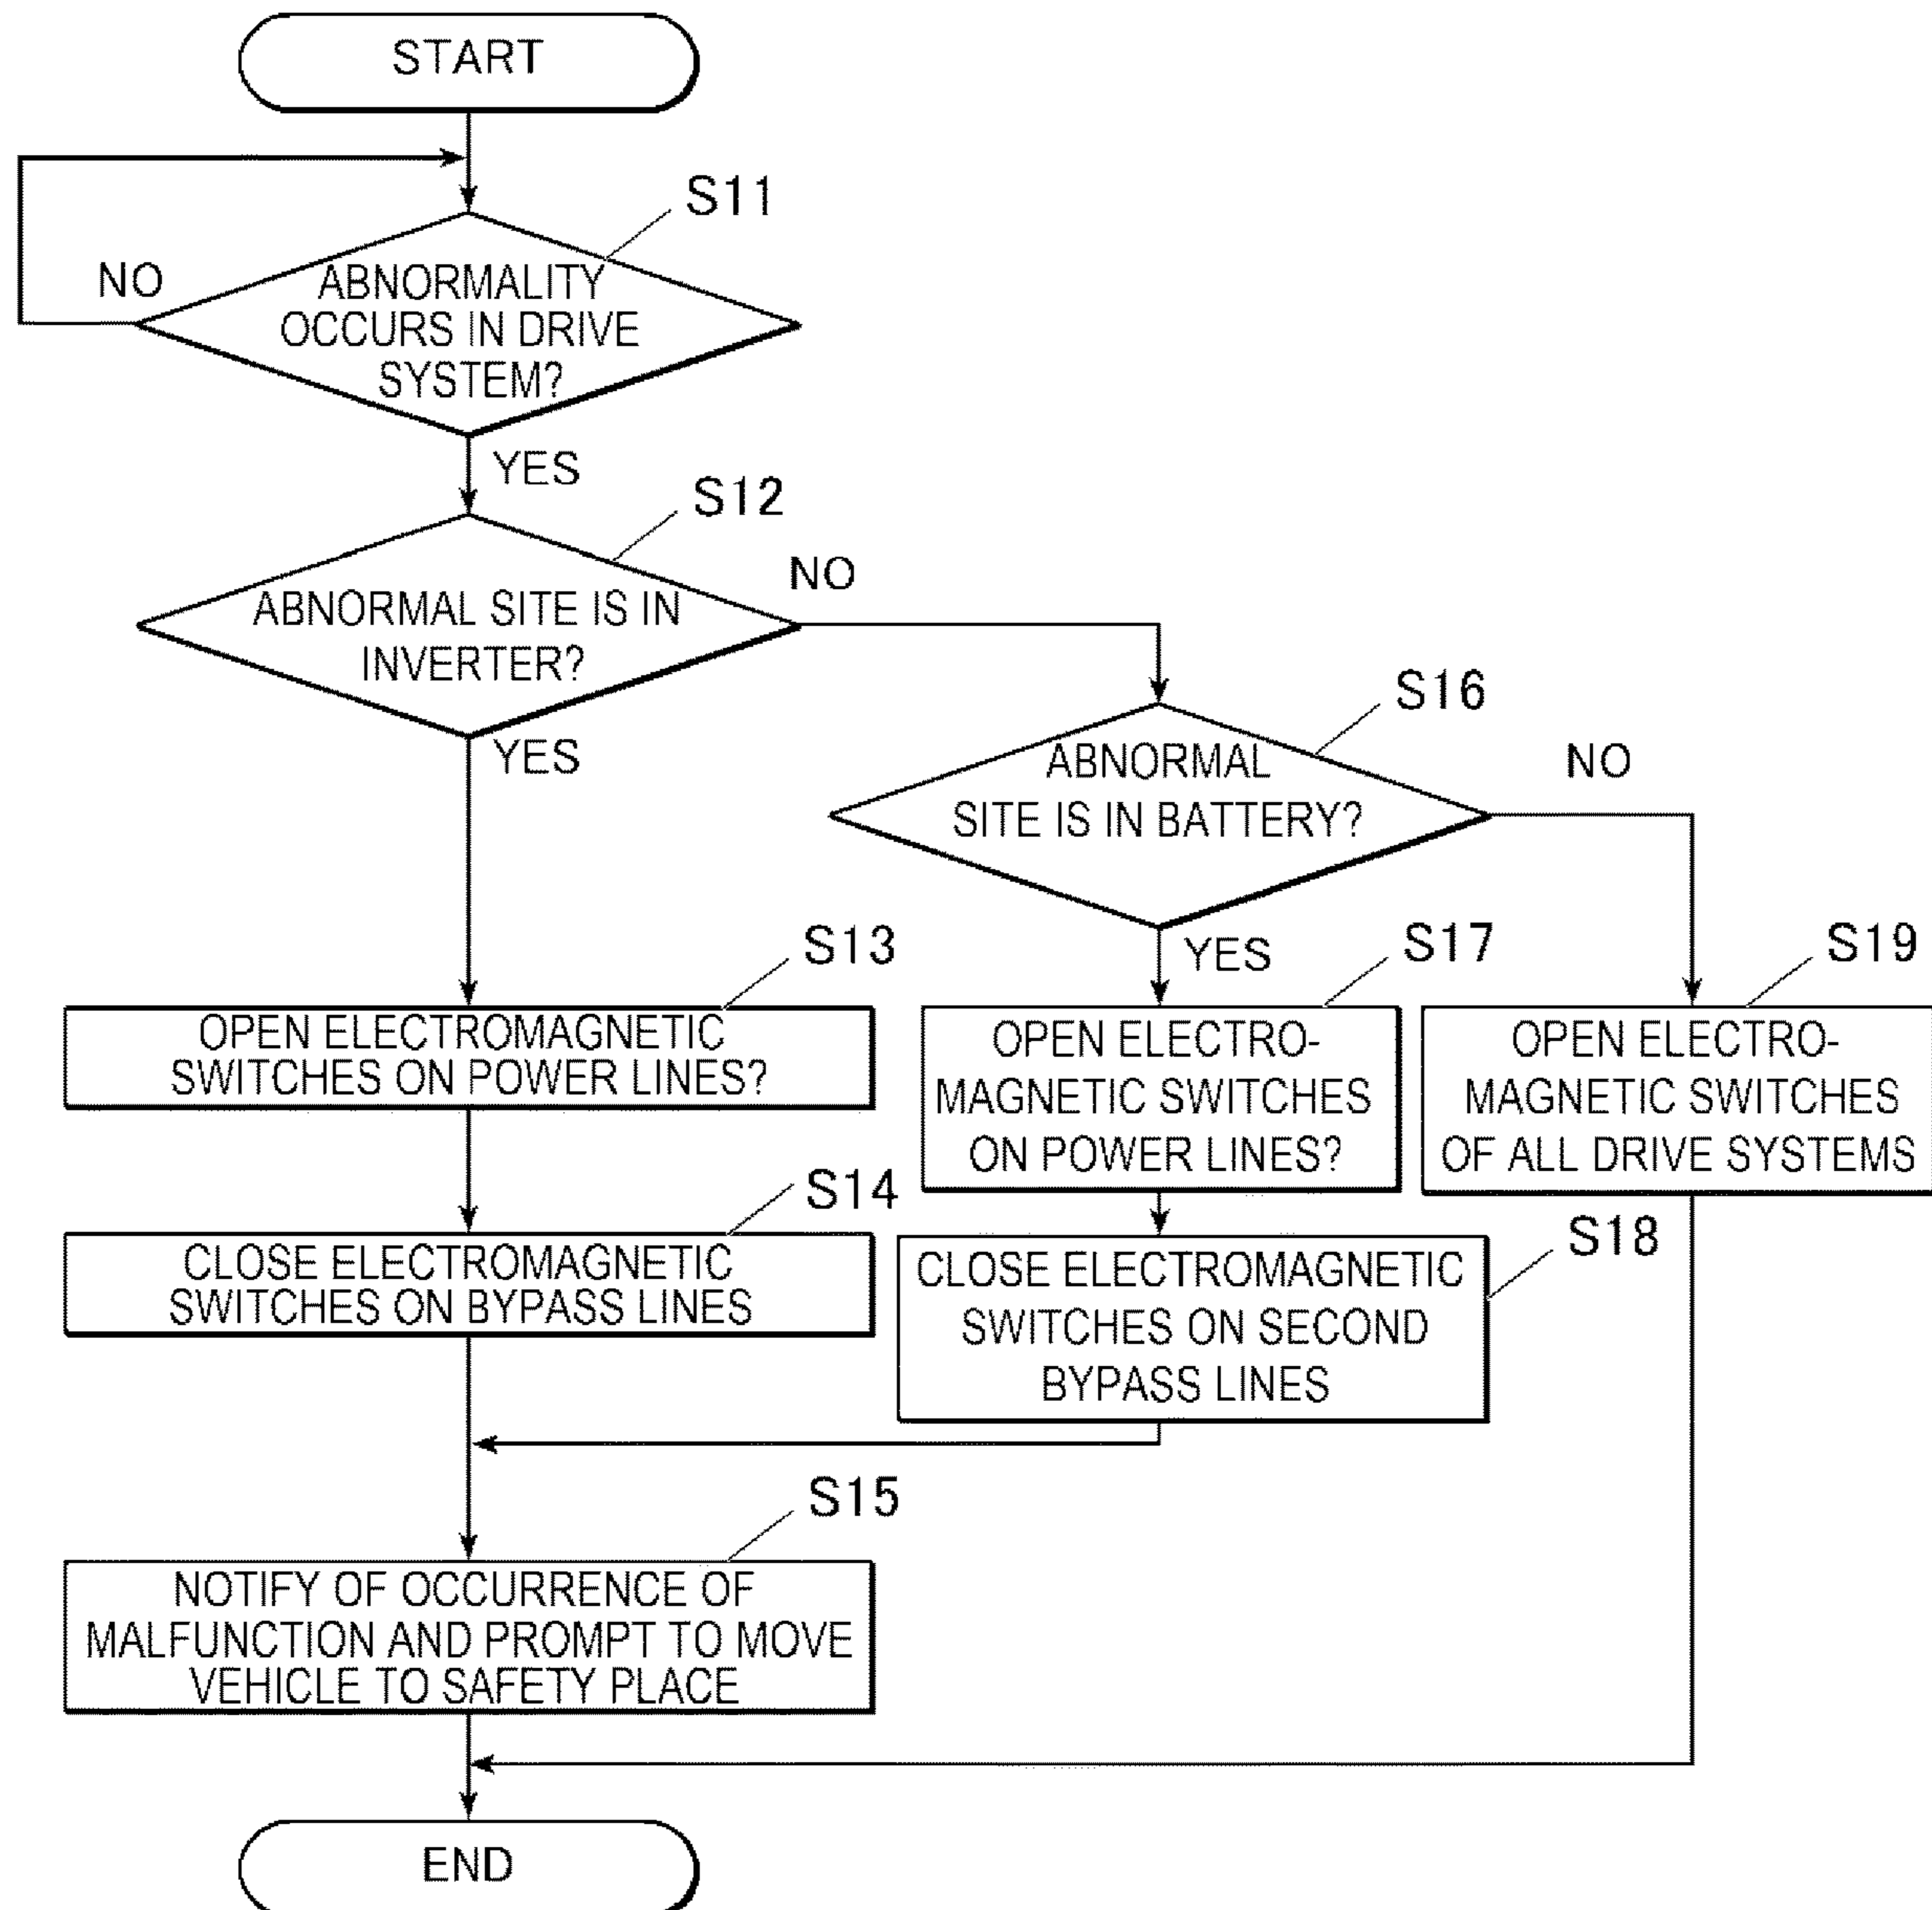 START
S11
NO
ABNORMALITY
OCCURS IN DRIVE
SYSTEM?
YES
S12
NO
ABNORMAL SITE IS IN
INVERTER?
YES
S16
ABNORMAL
SITE IS IN BATTERY?
NO
YES
S13
OPEN ELECTROMAGNETIC
SWITCHES ON POWER LINES?
S17
OPEN ELECTRO-
MAGNETIC SWITCHES
ON POWER LINES?
S19
OPEN ELECTRO-
MAGNETIC SWITCHES
OF ALL DRIVE SYSTEMS
S14
CLOSE ELECTROMAGNETIC
SWITCHES ON BYPASS LINES
S18
CLOSE ELECTROMAGNETIC
SWITCHES ON SECOND
BYPASS LINES
S15
NOTIFY OF OCCURRENCE OF
MALFUNCTION AND PROMPT TO MOVE
VEHICLE TO SAFETY PLACE
END